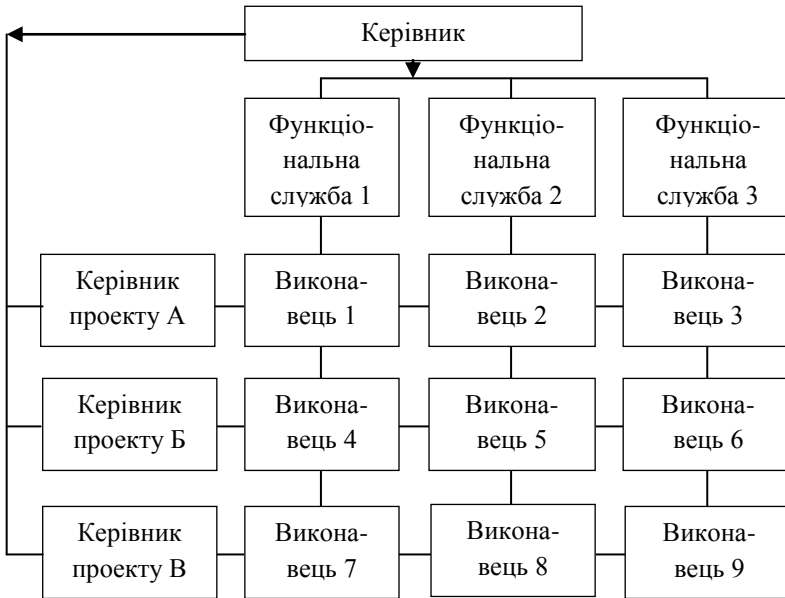 Керівник
Функціо-
нальна
служба 1
Функціо-
нальна
служба 2
Функціо-
нальна
служба 3
Керівник
проекту А
Викона-
вець 1
Викона-
вець 2
Викона-
вець 3
Керівник
проекту Б
Викона-
вець 4
Викона-
вець 5
Викона-
вець 6
Керівник
проекту В
Викона-
вець 7
Викона-
вець 8
Викона-
вець 9